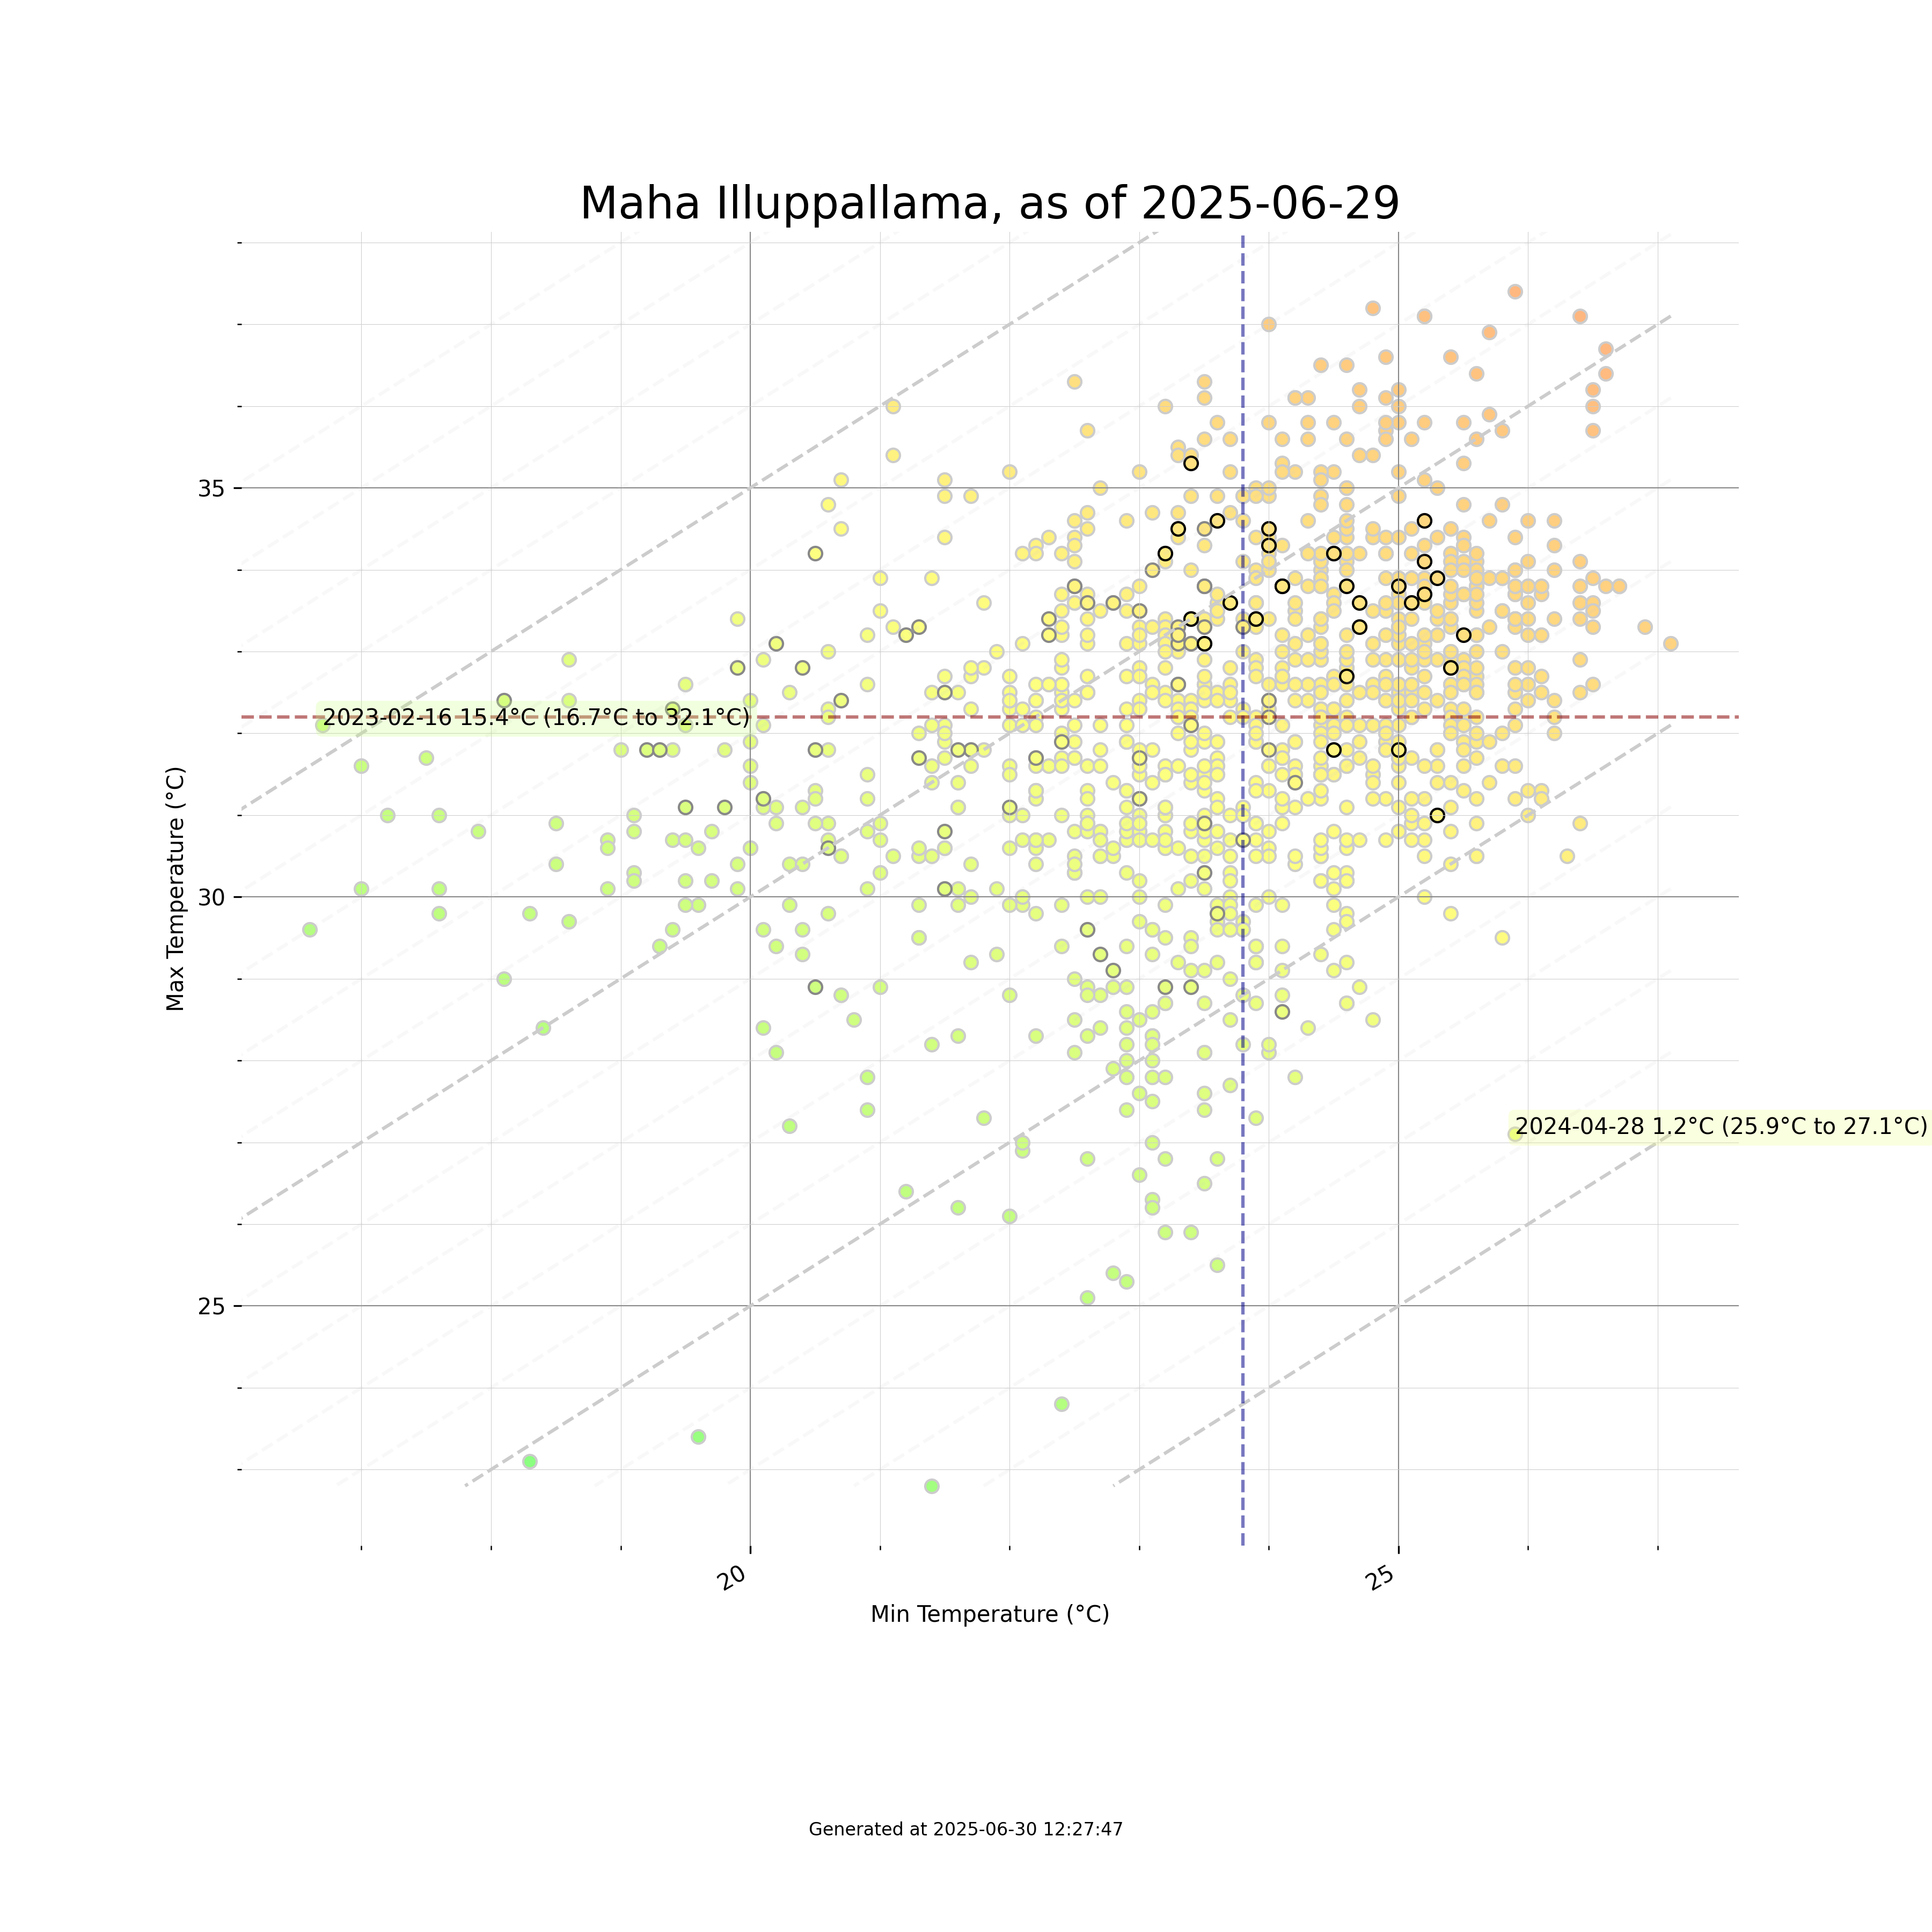 Maha Illuppallama, as of 2025-06-29
35
2023-02-16 15.4°C (16.7°C to 32.1°C)
Max Temperature (°C)
30
2024-04-28 1.2°C (25.9°C to 27.1°C)
25
20
25
Min Temperature (°C)
Generated at 2025-06-30 12:27:47